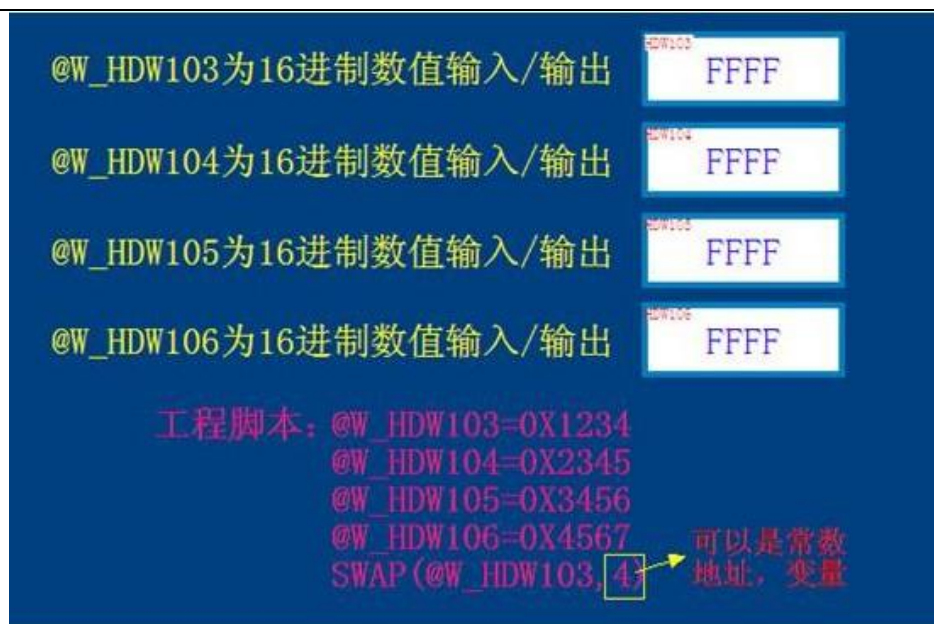 HDW103
@W_HDW103为16进制数值输入/输出 FFFF
HDW104
@W_HDW104为16进制数值输入/输出 FFFF
HDW105
@W_HDW105为16进制数值输入/输出 FFFF
HDW106
@W_HDW106为16进制数值输入/输出 FFFF
工程脚本：@W_HDW103=0X1234
@W_HDW104=0X2345
@W_HDW105=0X3456
@W_HDW106=0X4567
SWAP(@W_HDW103,4)
可以是常数
地址，变量